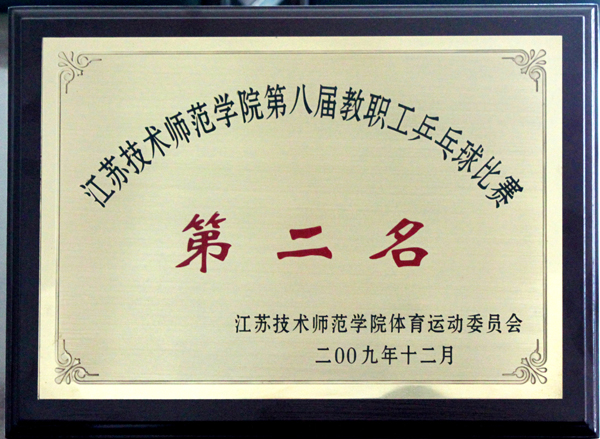 江苏技术师范学院第八届教职工乒乓球比赛
第二名
江苏技术师范学院体育运动委员会
二00九年十二月